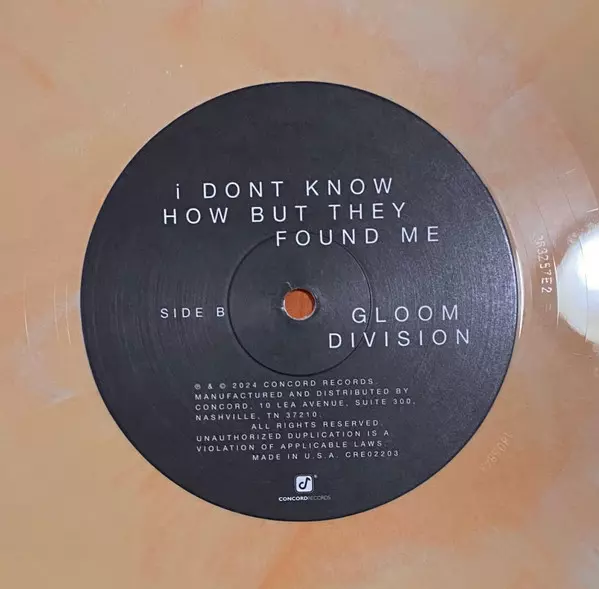 i DONT KNOW
HOW BUT THEY
FOUND ME
SIDE B
GLOOM
DIVISION
℗ & © 2024 CONCORD RECORDS.
MANUFACTURED AND DISTRIBUTED BY
CONCORD, 10 LEA AVENUE, SUITE 300,
NASHVILLE, TN 37210.
ALL RIGHTS RESERVED.
UNAUTHORIZED DUPLICATION IS A
VIOLATION OF APPLICABLE LAWS.
MADE IN U.S.A. CRE02203
CONCORDRECORDS